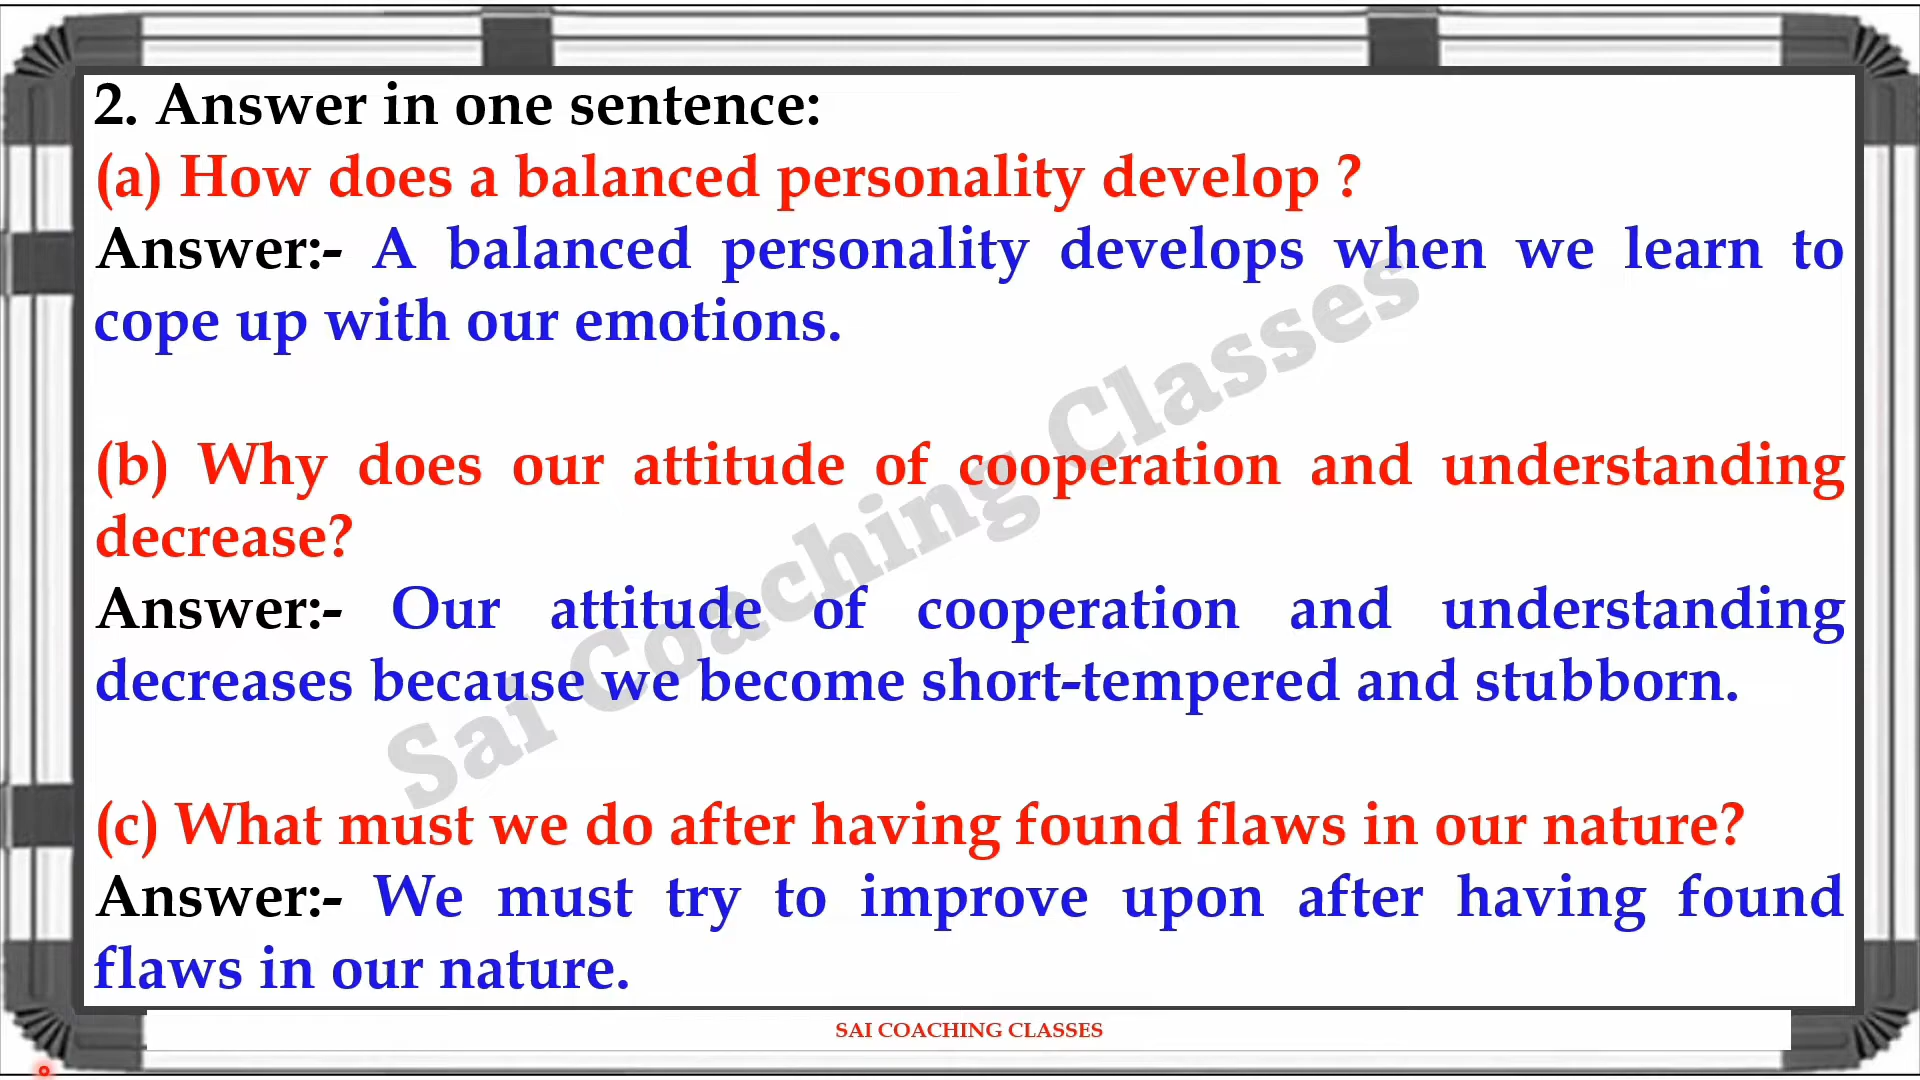 2. Answer in one sentence:
(a) How does a balanced personality develop ?
Answer:- A balanced personality develops when we learn to
cope up with our emotions.
(b) Why does our attitude of cooperation and understanding
decrease?
Answer:- Our attitude of cooperation and understanding
decreases because we become short-tempered and stubborn.
(c) What must we do after having found flaws in our nature?
Answer:- We must try to improve upon after having found
flaws in our nature.
Sai Coaching Classes
SAI COACHING CLASSES